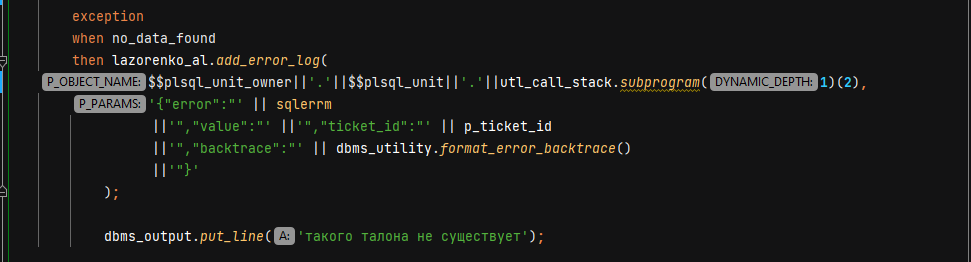 exception
when no_data_found
then lazorenko_al.add_error_log(
P_OBJECT_NAME: $$plsql_unit_owner||'.'||$$plsql_unit||'.'||utl_call_stack.subprogram( DYNAMIC_DEPTH: 1)(2),
P_PARAMS: '{"error":"' || sqlerrm
||'","value":"' ||'","ticket_id":"' || p_ticket_id
||'","backtrace":"' || dbms_utility.format_error_backtrace()
||'"}'
);
dbms_output.put_line( A: 'такого талона не существует');